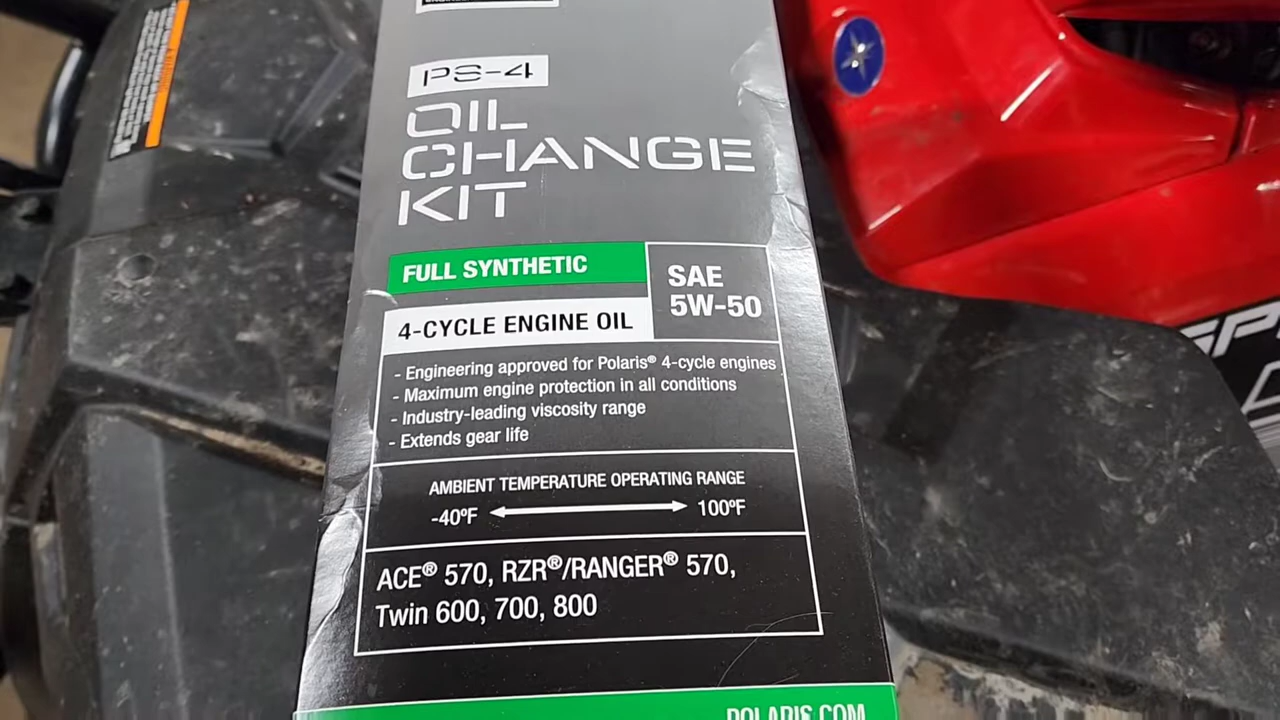 PS-4
OIL
CHANGE
KIT
FULL SYNTHETIC
SAE
5W-50
4-CYCLE ENGINE OIL
- Engineering approved for Polaris® 4-cycle engines
- Maximum engine protection in all conditions
- Industry-leading viscosity range
- Extends gear life
AMBIENT TEMPERATURE OPERATING RANGE
-40ºF 100ºF
ACE® 570, RZR®/RANGER® 570,
Twin 600, 700, 800
POLARIS.COM
SP